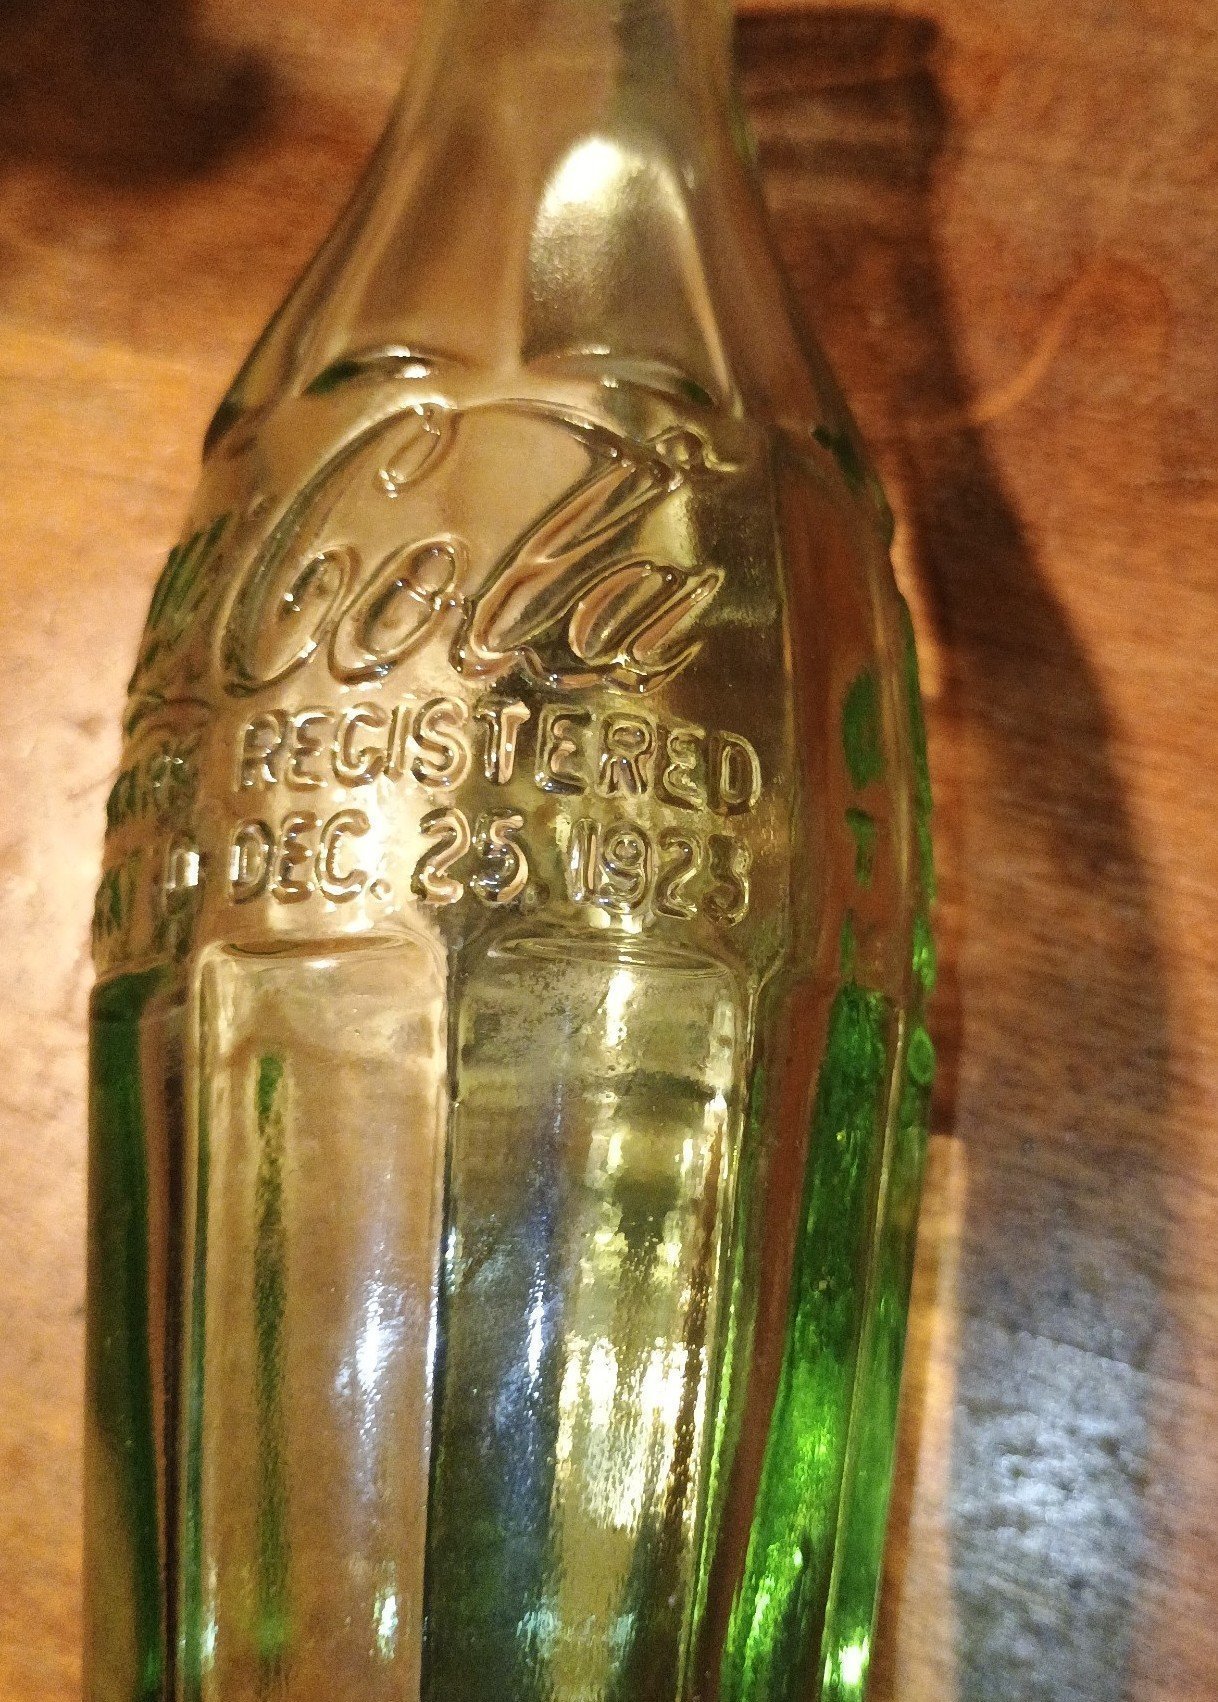 Cola
REGISTERED
DEC. 25, 1923